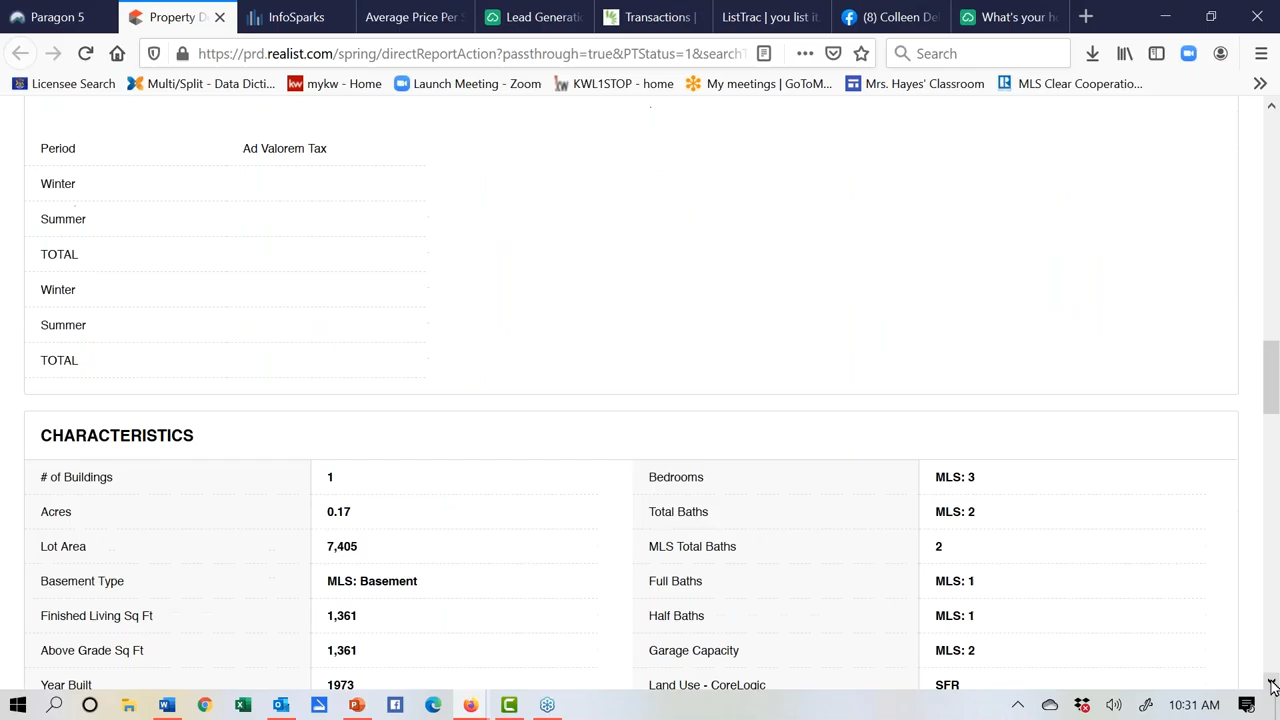 Paragon 5
Property D
InfoSparks
Average Price Per S
Lead Generati
Transactions |
ListTrac | you list it.
(8) Colleen De
What's your ho
https://prd.realist.com/spring/directReportAction?passthrough=true&PTStatus=1&search
Search
Licensee Search
Multi/Split - Data Dicti...
kw mykw - Home
Launch Meeting - Zoom
KWL1STOP - home
My meetings | GoToM...
Mrs. Hayes' Classroom
MLS Clear Cooperatio...
Period Ad Valorem Tax
Winter
Summer
TOTAL
Winter
Summer
TOTAL
CHARACTERISTICS
# of Buildings 1 Bedrooms MLS: 3
Acres 0.17 Total Baths MLS: 2
Lot Area 7,405 MLS Total Baths 2
Basement Type MLS: Basement Full Baths MLS: 1
Finished Living Sq Ft 1,361 Half Baths MLS: 1
Above Grade Sq Ft 1,361 Garage Capacity MLS: 2
Year Built 1973 Land Use - CoreLogic SFR
10:31 AM